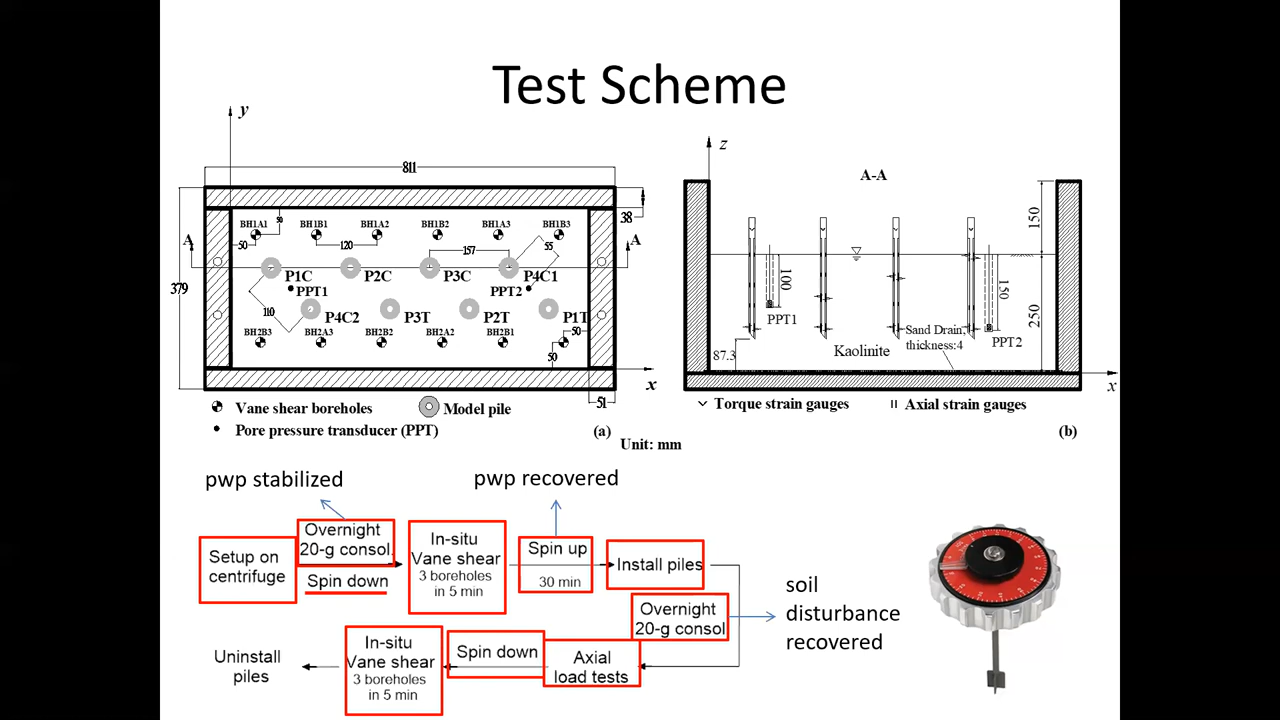 Test Scheme
y
811
38
BH1A1
BH1B1
BH1A2
BH1B2
BH1A3
BH1B3
50
50
120
157
55
A
A
379
P1C
P2C
P3C
P4C1
PPT1
PPT2
110
P4C2
P3T
P2T
P1T
BH2B3
BH2A3
BH2B2
BH2A2
BH2B1
50
50
x
51
Vane shear boreholes
Model pile
Pore pressure transducer (PPT)
(a)
Unit: mm
z
A-A
150
100
150
250
PPT1
PPT2
87.3
Kaolinite
Sand Drain,
thickness:4
x
Torque strain gauges
Axial strain gauges
(b)
pwp stabilized
pwp recovered
Setup on
centrifuge
Overnight
20-g consol.
Spin down
In-situ
Vane shear
3 boreholes
in 5 min
Spin up
30 min
Install piles
Overnight
20-g consol
soil
disturbance
recovered
Axial
load tests
Spin down
In-situ
Vane shear
3 boreholes
in 5 min
Uninstall
piles